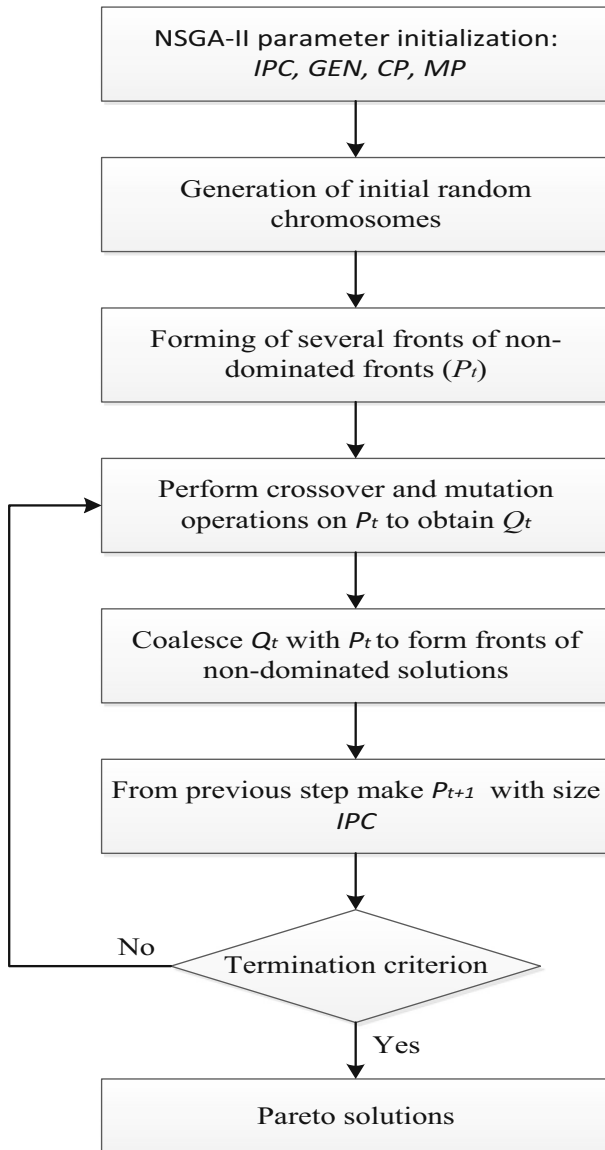 NSGA-II parameter initialization:
IPC, GEN, CP, MP
Generation of initial random
chromosomes
Forming of several fronts of non-
dominated fronts (Pt)
Perform crossover and mutation
operations on Pt to obtain Qt
Coalesce Qt with Pt to form fronts of
non-dominated solutions
From previous step make Pt+1 with size
IPC
No
Termination criterion
Yes
Pareto solutions